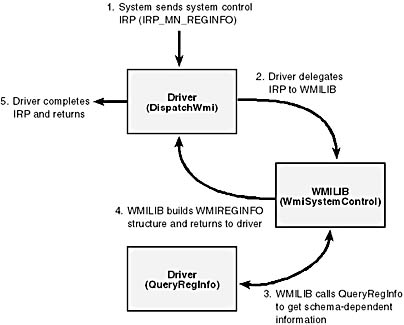 1. System sends system control
IRP (IRP_MN_REGINFO)
2. Driver delegates
IRP to WMILIB
Driver
(DispatchWmi)
5. Driver completes
IRP and returns
WMILIB
(WmiSystemControl)
4. WMILIB builds WMIREGINFO
structure and returns to driver
Driver
(QueryRegInfo)
3. WMILIB calls QueryRegInfo
to get schema-dependent
information